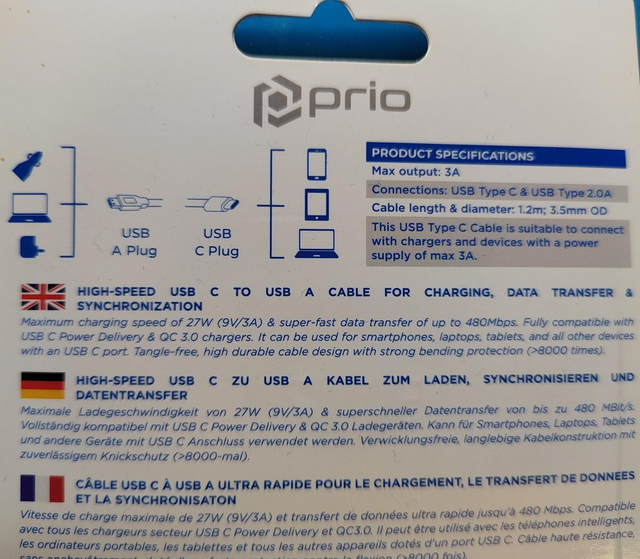 prio
PRODUCT SPECIFICATIONS
Max output: 3A
Connections: USB Type C & USB Type 2.0A
Cable length & diameter: 1.2m; 3.5mm OD
This USB Type C Cable is suitable to connect
with chargers and devices with a power
supply of max 3A.
USB
A Plug
USB
C Plug
HIGH-SPEED USB C TO USB A CABLE FOR CHARGING, DATA TRANSFER &
SYNCHRONIZATION
Maximum charging speed of 27W (9V/3A) & super-fast data transfer of up to 480Mbps. Fully compatible with
USB C Power Delivery & QC 3.0 chargers. It can be used for smartphones, laptops, tablets, and all other devices
with an USB C port. Tangle-free, high durable cable design with strong bending protection (>8000 times).
HIGH-SPEED USB C ZU USB A KABEL ZUM LADEN, SYNCHRONISIEREN UND
DATENTRANSFER
Maximale Ladegeschwindigkeit von 27W (9V/3A) & superschneller Datentransfer von bis zu 480 MBit/s.
Vollständig kompatibel mit USB C Power Delivery & QC 3.0 Ladegeräten. Kann für Smartphones, Laptops, Tablets
und andere Geräte mit USB C Anschluss verwendet werden. Verwicklungsfreie, langlebige Kabelkonstruktion mit
zuverlässigem Knickschutz (>8000-mal).
CÂBLE USB C À USB A ULTRA RAPIDE POUR LE CHARGEMENT, LE TRANSFERT DE DONNEES
ET LA SYNCHRONISATON
Vitesse de charge maximale de 27W (9V/3A) et transfert de données ultra rapide jusqu'à 480 Mbps. Compatible
avec tous les chargeurs secteur USB C Power Delivery et QC3.0. Il peut être utilisé avec les téléphones intelligents,
les ordinateurs portables, les tablettes et tous les autres appareils dotés d'un port USB C. Câble haute résistance,
sans
flexion (>8000 fois).